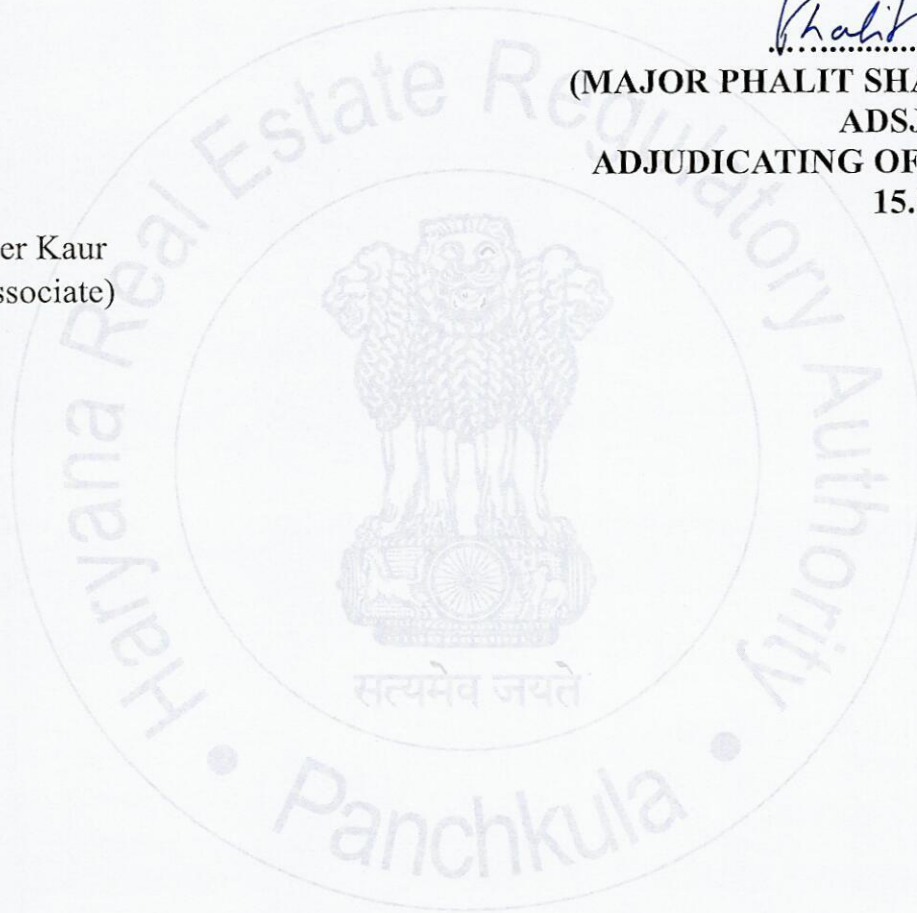 Phalit
(MAJOR PHALIT SHA
ADSJ
ADJUDICATING OF
15.
er Kaur
ssociate)
Haryana Real Estate Regulatory Authority
सत्यमेव जयते
• Panchkula •